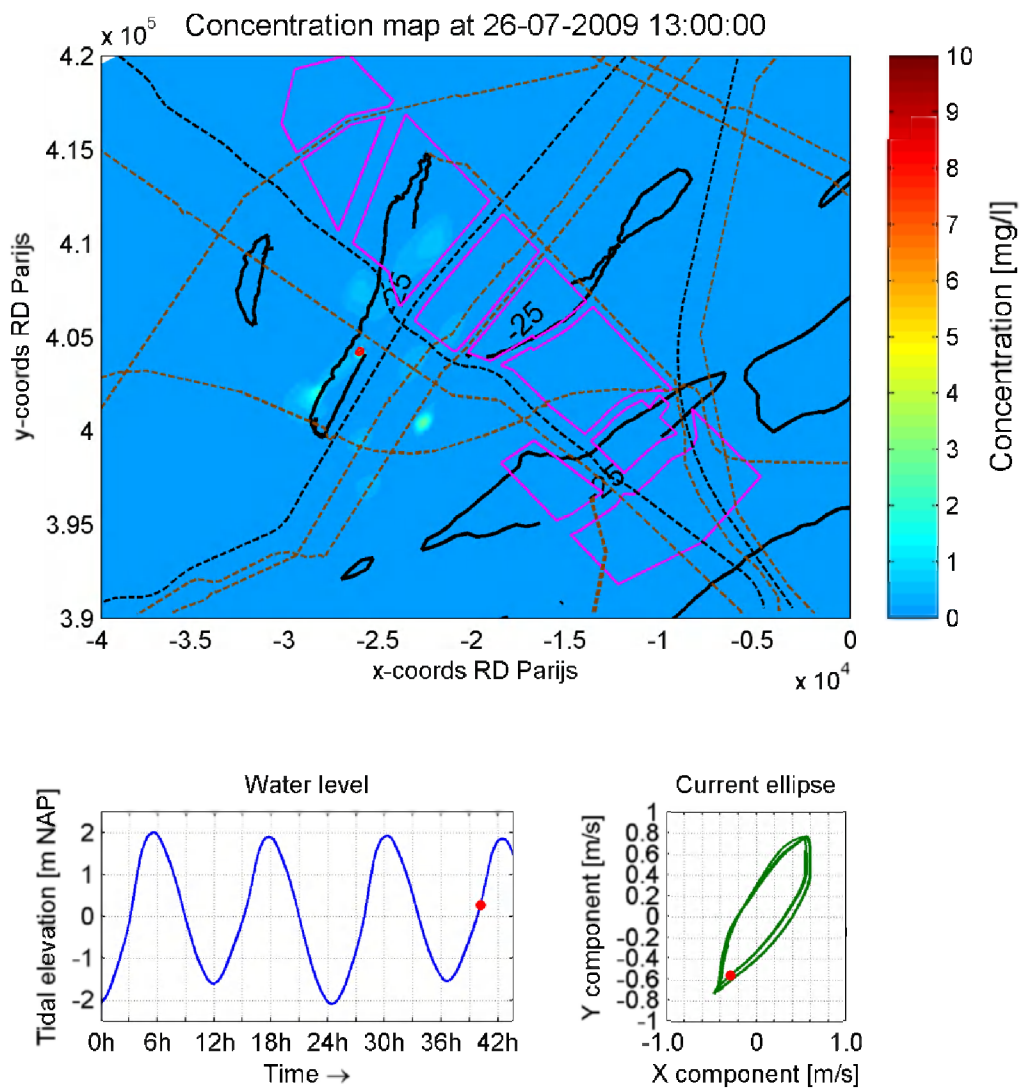 x 10⁵
Concentration map at 26-07-2009 13:00:00
4.2
4.15
4.1
4.05
4
3.95
3.9
y-coords RD Parijs
-25
-25
-25
-4
-3.5
-3
-2.5
-2
-1.5
-1
-0.5
0
x-coords RD Parijs
x 10⁴
10
9
8
7
6
5
4
3
2
1
0
Concentration [mg/l]
Water level
Tidal elevation [m NAP]
2
1
0
-1
-2
0h
6h
12h
18h
24h
30h
36h
42h
Time →
Current ellipse
Y component [m/s]
1
0.8
0.6
0.4
0.2
0
-0.2
-0.4
-0.6
-0.8
-1
-1.0
0
1.0
X component [m/s]